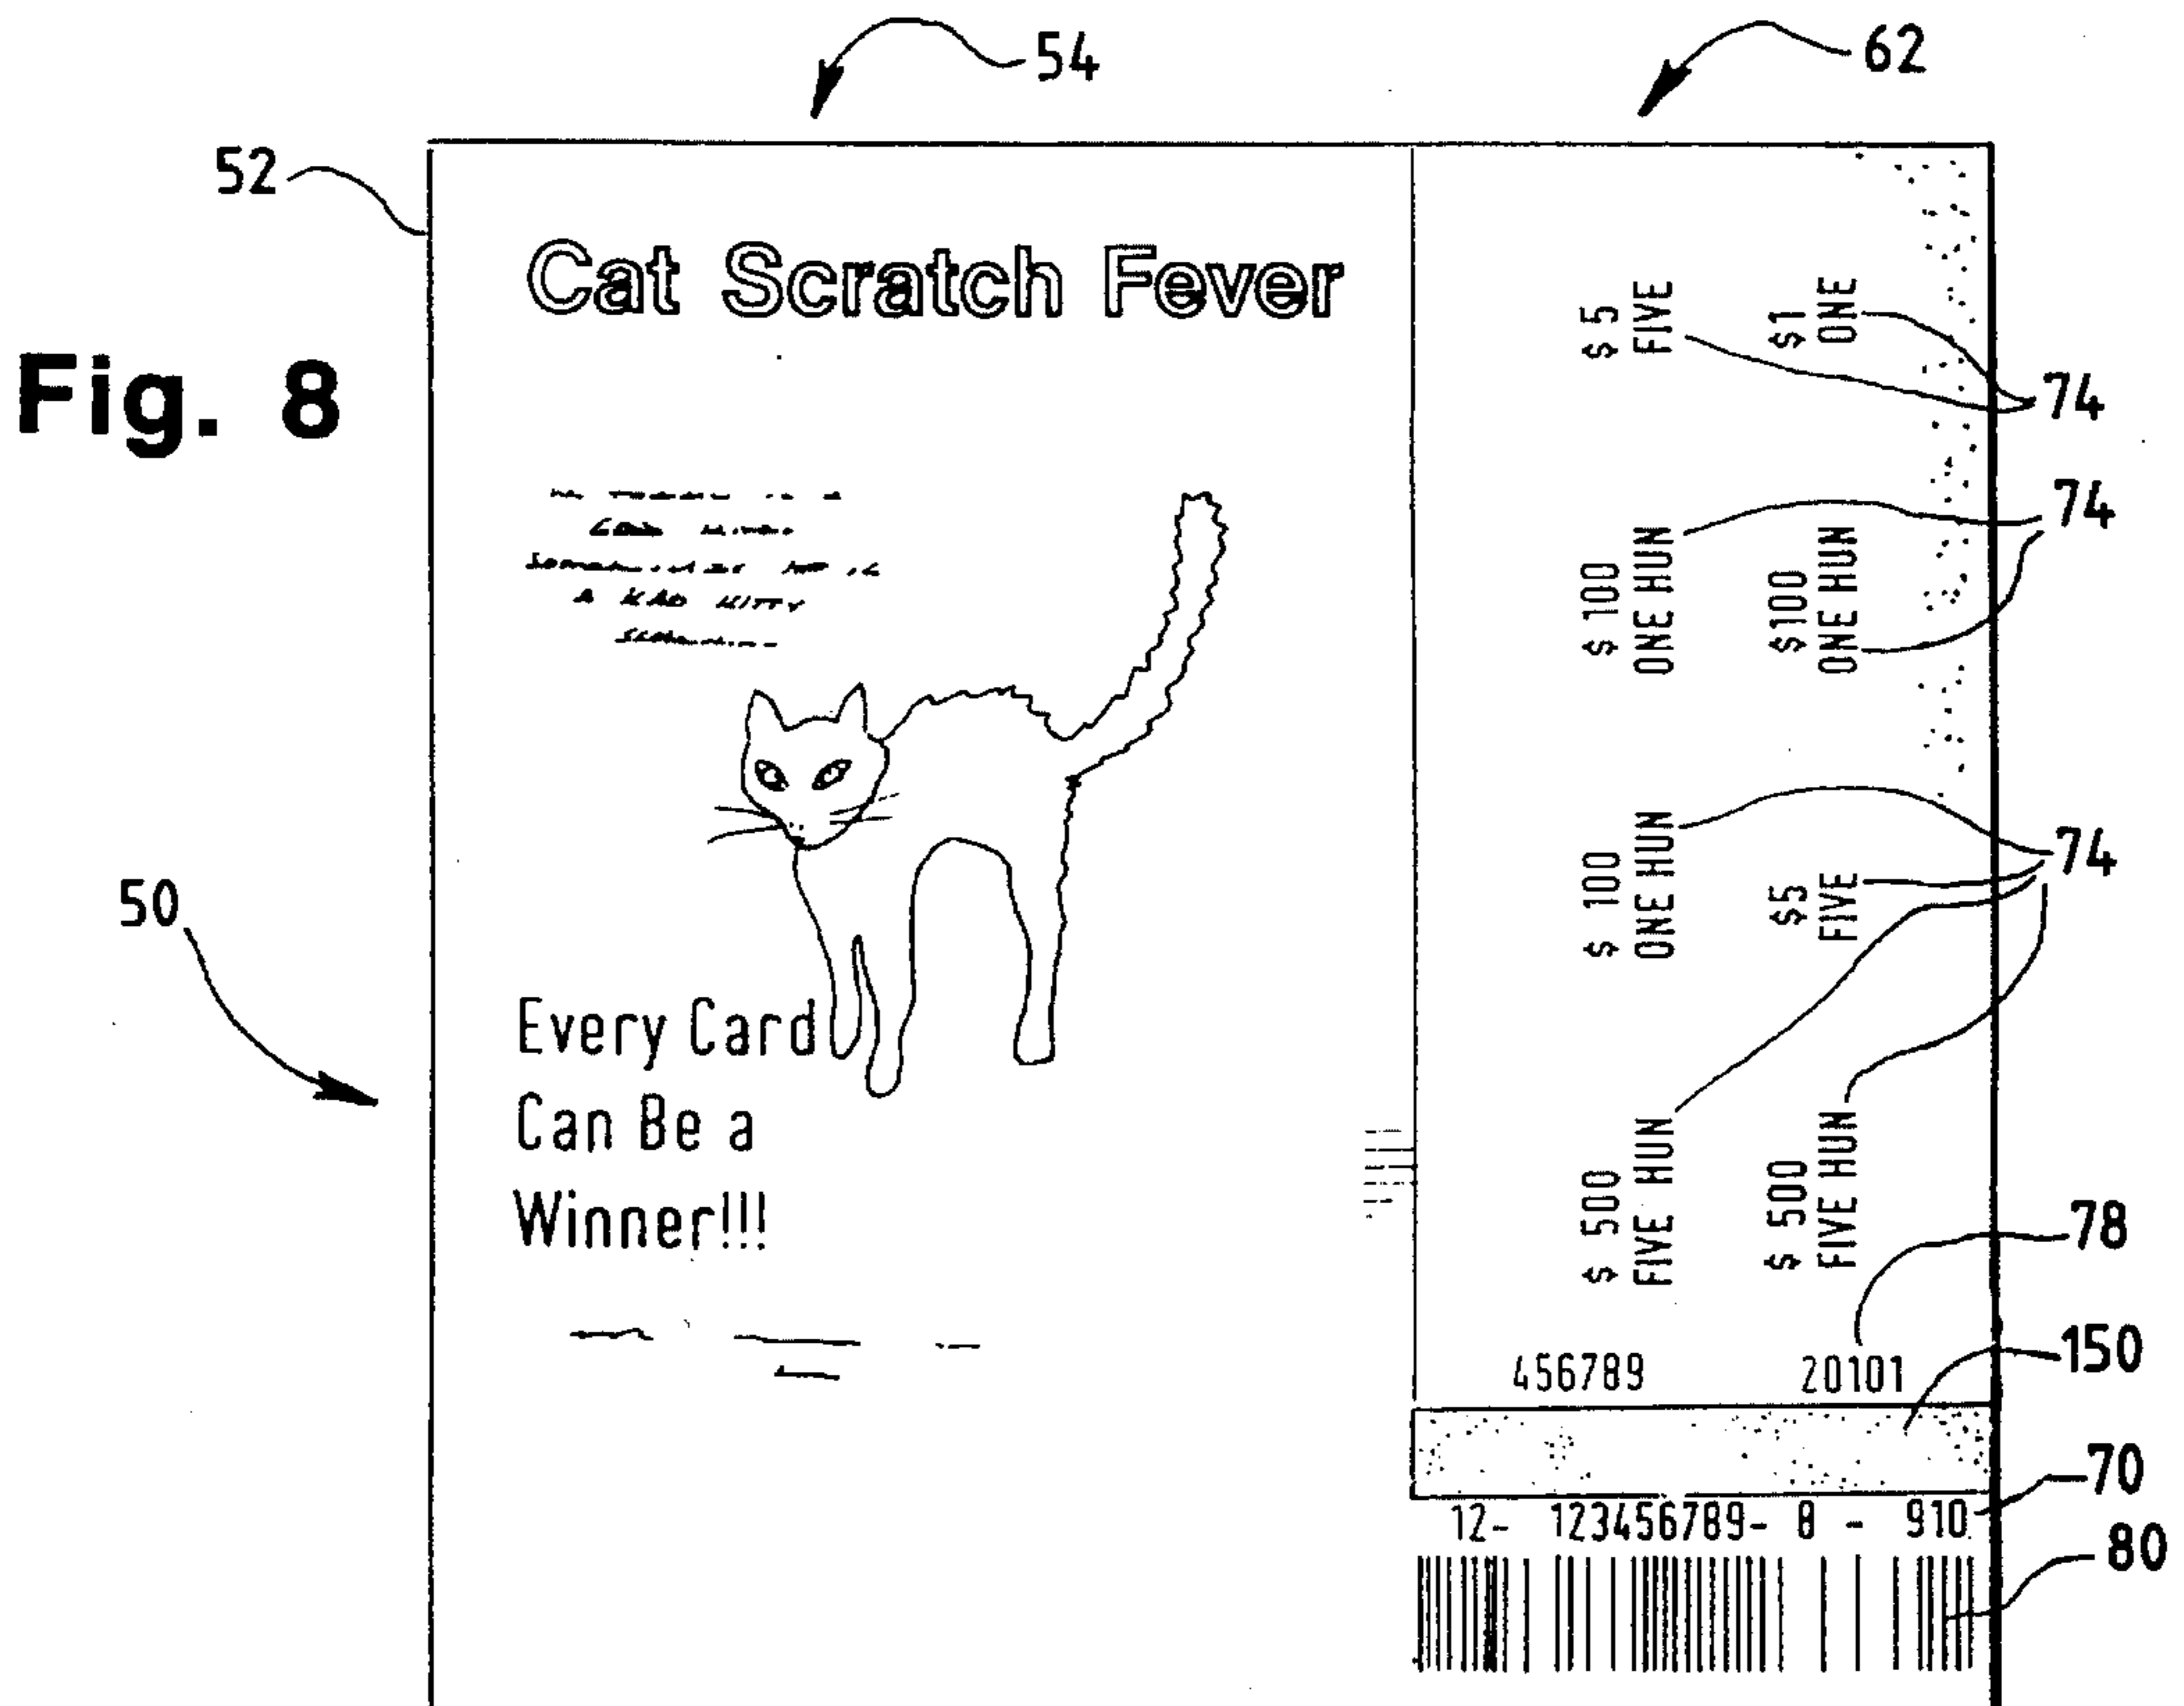 54
62
52
Cat Scratch Fever
Fig. 8
$ 5
FIVE
$1
ONE
74
74
$ 100
ONE HUN
$100
ONE HUN
A KITTY
$ 100
ONE HUN
$5
FIVE
74
50
Every Card
Can Be a
Winner!!!
$ 500
FIVE HUN
$ 500
FIVE HUN
78
456789
20101
150
70
12- 123456789- 8 - 910
80